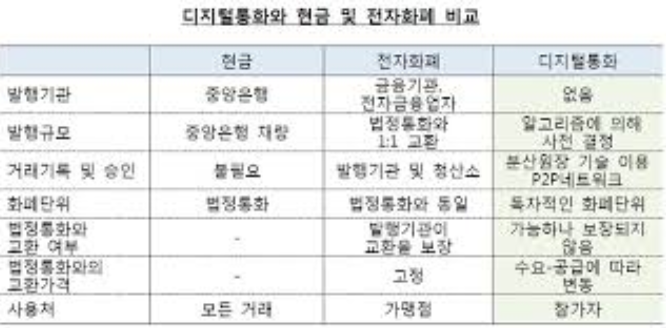 디지털통화와 현금 및 전자화폐 비교
현금 전자화폐 디지털통화
발행기관 중앙은행 금융기관, 전자금융업자 없음
발행규모 중앙은행 재량 법정통화와 1:1 교환 알고리즘에 의해 사전 결정
거래기록 및 승인 불필요 발행기관 및 청산소 분산원장 기술 이용 P2P네트워크
화폐단위 법정통화 법정통화와 동일 독자적인 화폐단위
법정통화와 교환 여부 - 발행기관이 교환을 보장 가능하나 보장되지 않음
법정통화와의 교환가격 - 고정 수요-공급에 따라 변동
사용처 모든 거래 가맹점 참가자